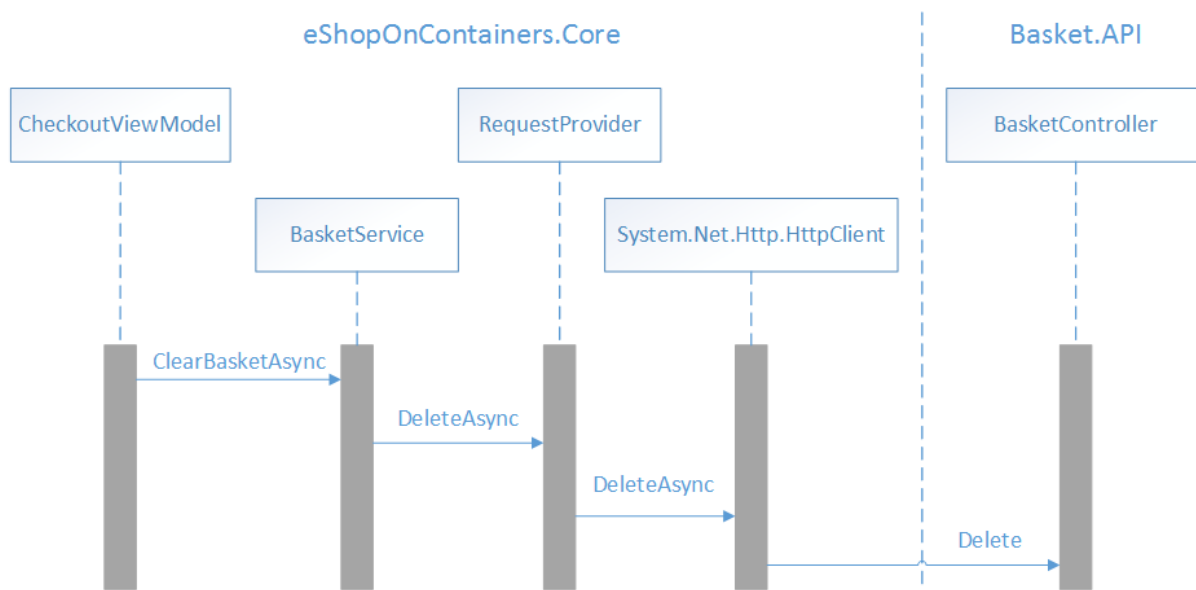 eShopOnContainers.Core
Basket.API
CheckoutViewModel
RequestProvider
BasketController
BasketService
System.Net.Http.HttpClient
ClearBasketAsync
DeleteAsync
DeleteAsync
Delete